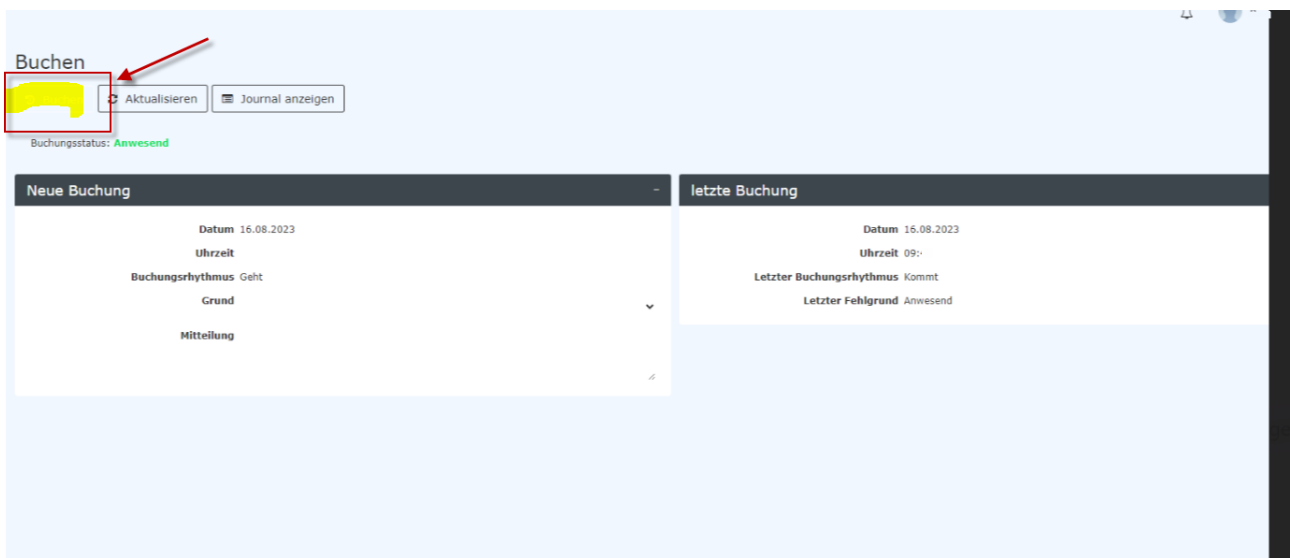 Buchen
Aktualisieren
Journal anzeigen
Buchungsstatus: Anwesend
Neue Buchung -
Datum 16.08.2023
Uhrzeit
Buchungsrhythmus Geht
Grund
Mitteilung
letzte Buchung
Datum 16.08.2023
Uhrzeit 09:
Letzter Buchungsrhythmus Kommt
Letzter Fehlgrund Anwesend